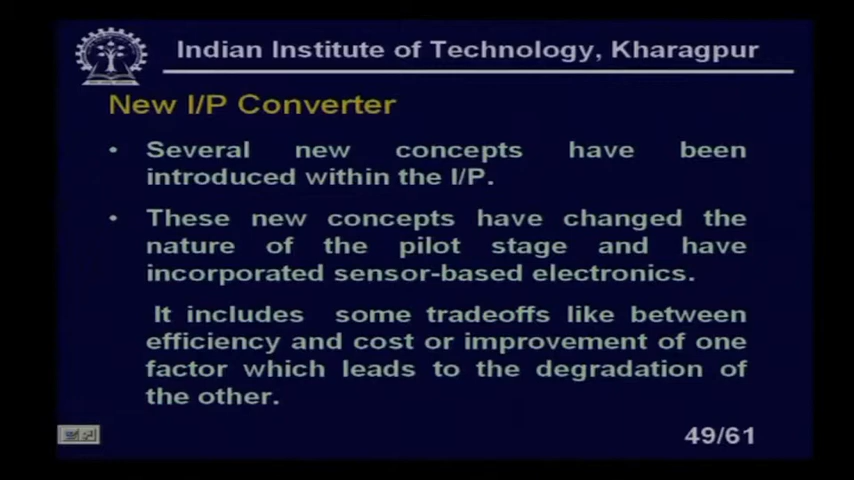 Indian Institute of Technology, Kharagpur
New I/P Converter
• Several new concepts have been
introduced within the I/P.
• These new concepts have changed the
nature of the pilot stage and have
incorporated sensor-based electronics.
It includes some tradeoffs like between
efficiency and cost or improvement of one
factor which leads to the degradation of
the other.
49/61